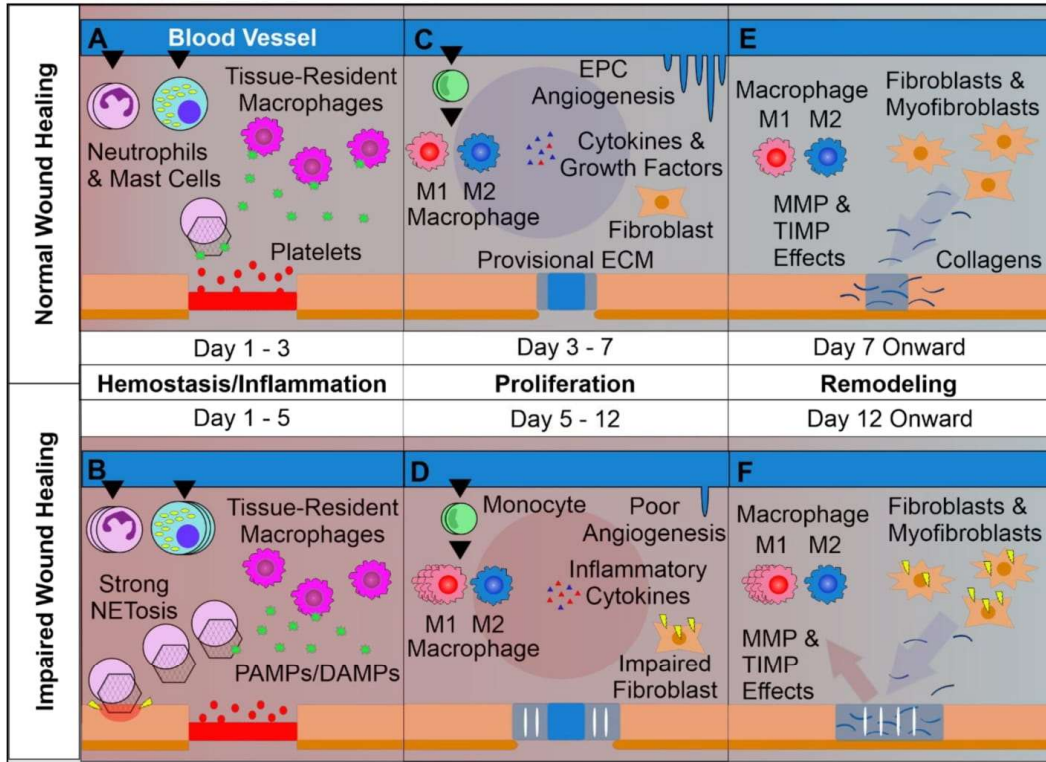 Normal Wound Healing
A
Blood Vessel
Tissue-Resident
Macrophages
Neutrophils
& Mast Cells
Platelets
C
EPC
Angiogenesis
Cytokines &
Growth Factors
M1 M2
Macrophage
Fibroblast
Provisional ECM
E
Macrophage
M1 M2
Fibroblasts &
Myofibroblasts
MMP &
TIMP
Effects
Collagens
Day 1 - 3
Day 3 - 7
Day 7 Onward
Hemostasis/Inflammation
Proliferation
Remodeling
Day 1 - 5
Day 5 - 12
Day 12 Onward
Impaired Wound Healing
B
Tissue-Resident
Macrophages
Strong
NETosis
PAMPs/DAMPs
D
Monocyte
Poor
Angiogenesis
Inflammatory
Cytokines
M1 M2
Macrophage
Impaired
Fibroblast
F
Macrophage
M1 M2
Fibroblasts &
Myofibroblasts
MMP &
TIMP
Effects